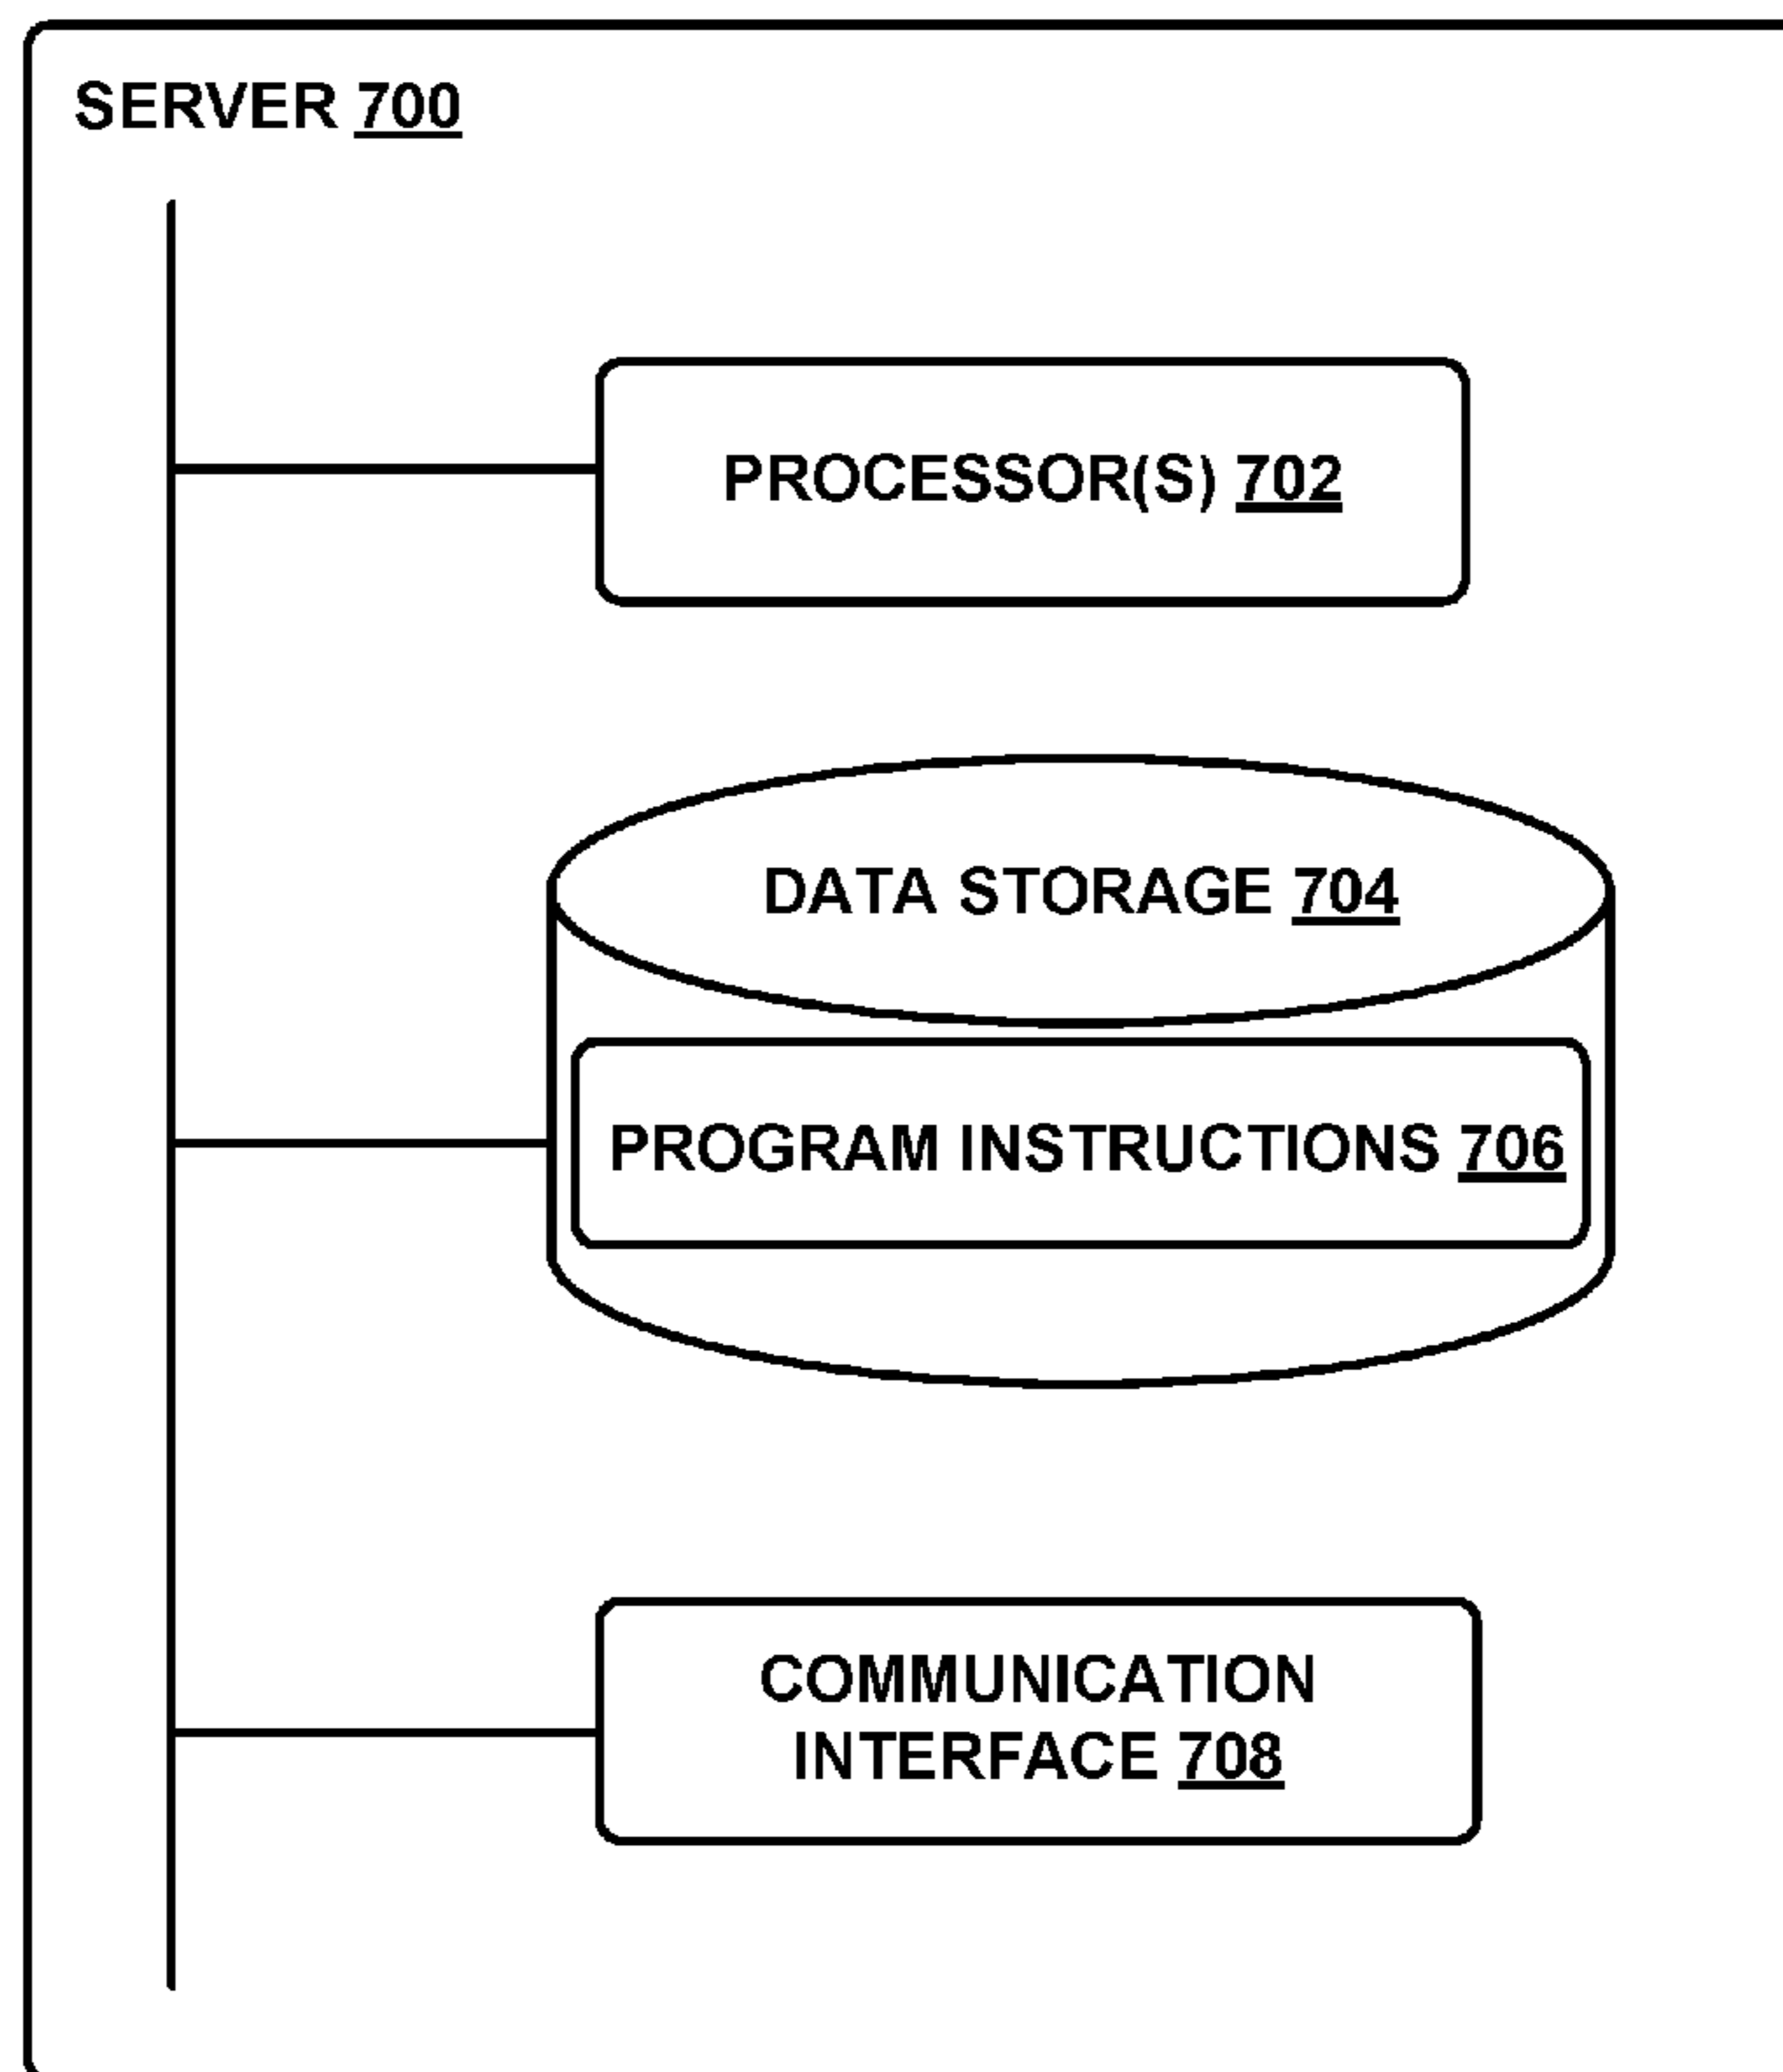 SERVER 700
PROCESSOR(S) 702
DATA STORAGE 704
PROGRAM INSTRUCTIONS 706
COMMUNICATION
INTERFACE 708